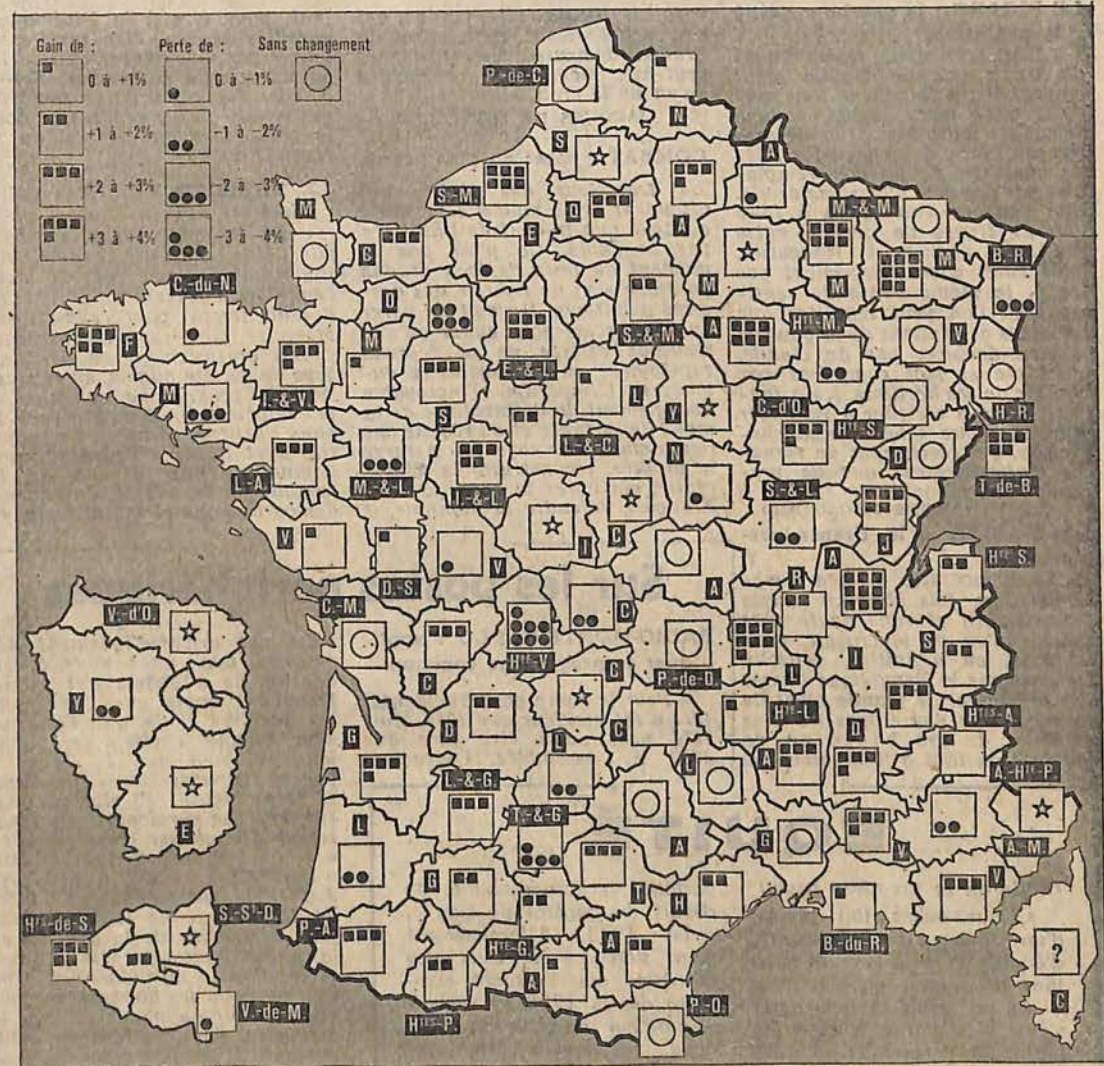 Gain de : Perte de : Sans changement
0 à +1% 0 à -1%
+1 à +2% -1 à -2%
+2 à +3% -2 à -3%
+3 à +4% -3 à -4%
P.-de-C.
N
S
A
S.-M.
O
A
M.-&-M.
M
E
C
M
M
M
B.-R.
C.-du-N.
O
S.-&-M.
A
Hte-M.
V
F
M
E.-&-L.
M
I.-&-V.
S
L
Y
C.-d'O.
Hte-S.
H.-R.
L.-&-C.
N
D
T.-de-B.
L.-A.
M.-&-L.
I.-&-L.
S.-&-L.
V
I
C
J
D.-S.
V
A
R
A
Hte S.
C.-M.
C
Hte-V
C
P.-de-D.
L
I
S
V.-d'O.
Y
G
D
C
Hte-L.
D
Htes-A.
L
C
L.-&-G.
L
A
A.-Hte-P.
E
L
T.-&-G.
A
G
V
A.-M.
G
T
H
V
Hts-de-S.
S.-St-D.
P.-A.
Hte-G.
A
B.-du-R.
?
V.-de-M.
A
P.-O.
C
Htes-P.